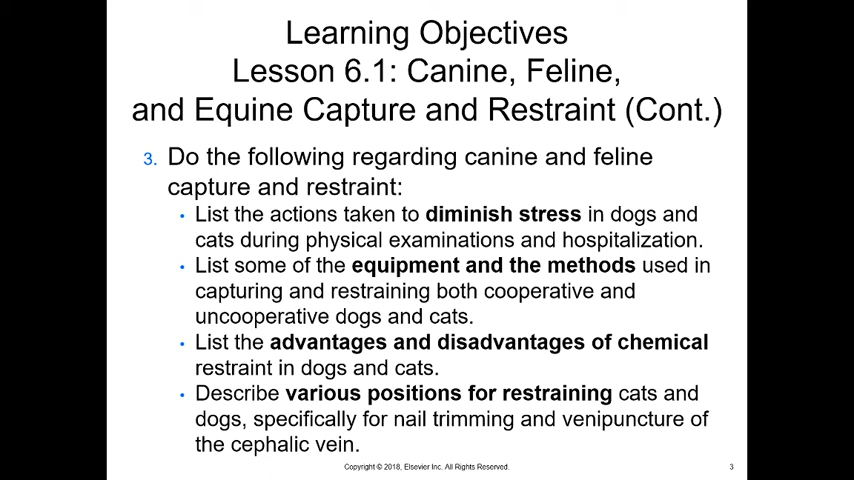 Learning Objectives
Lesson 6.1: Canine, Feline,
and Equine Capture and Restraint (Cont.)
3. Do the following regarding canine and feline
capture and restraint:
• List the actions taken to diminish stress in dogs and
cats during physical examinations and hospitalization.
• List some of the equipment and the methods used in
capturing and restraining both cooperative and
uncooperative dogs and cats.
• List the advantages and disadvantages of chemical
restraint in dogs and cats.
• Describe various positions for restraining cats and
dogs, specifically for nail trimming and venipuncture of
the cephalic vein.
Copyright © 2018, Elsevier Inc. All Rights Reserved.
3